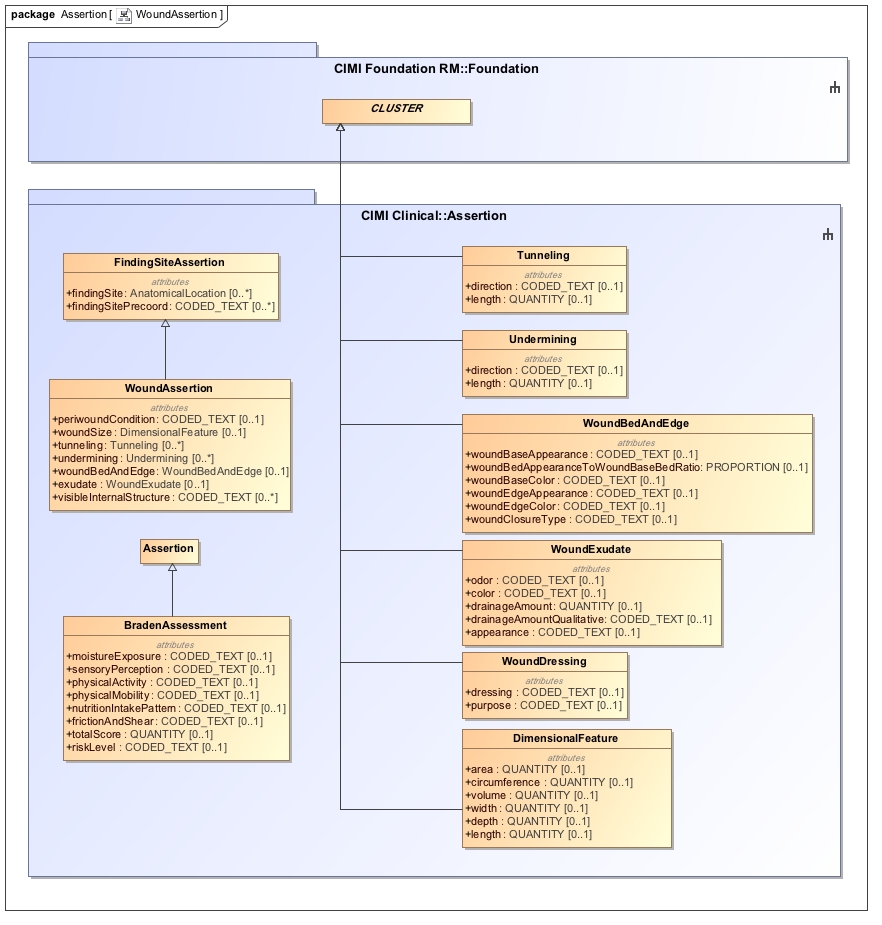 package Assertion [ WoundAssertion ]
CIMI Foundation RM::Foundation
CLUSTER
CIMI Clinical::Assertion
FindingSiteAssertion
attributes
+findingSite : AnatomicalLocation [0..*]
+findingSitePrecoord : CODED_TEXT [0..*]
WoundAssertion
attributes
+periwoundCondition : CODED_TEXT [0..1]
+woundSize : DimensionalFeature [0..1]
+tunneling : Tunneling [0..*]
+undermining : Undermining [0..*]
+woundBedAndEdge : WoundBedAndEdge [0..1]
+exudate : WoundExudate [0..1]
+visibleInternalStructure : CODED_TEXT [0..*]
Assertion
BradenAssessment
attributes
+moistureExposure : CODED_TEXT [0..1]
+sensoryPerception : CODED_TEXT [0..1]
+physicalActivity : CODED_TEXT [0..1]
+physicalMobility : CODED_TEXT [0..1]
+nutritionIntakePattern : CODED_TEXT [0..1]
+frictionAndShear : CODED_TEXT [0..1]
+totalScore : QUANTITY [0..1]
+riskLevel : CODED_TEXT [0..1]
Tunneling
attributes
+direction : CODED_TEXT [0..1]
+length : QUANTITY [0..1]
Undermining
attributes
+direction : CODED_TEXT [0..1]
+length : QUANTITY [0..1]
WoundBedAndEdge
attributes
+woundBaseAppearance : CODED_TEXT [0..1]
+woundBedAppearanceToWoundBaseBedRatio : PROPORTION [0..1]
+woundBaseColor : CODED_TEXT [0..1]
+woundEdgeAppearance : CODED_TEXT [0..1]
+woundEdgeColor : CODED_TEXT [0..1]
+woundClosureType : CODED_TEXT [0..1]
WoundExudate
attributes
+odor : CODED_TEXT [0..1]
+color : CODED_TEXT [0..1]
+drainageAmount : QUANTITY [0..1]
+drainageAmountQualitative : CODED_TEXT [0..1]
+appearance : CODED_TEXT [0..1]
WoundDressing
attributes
+dressing : CODED_TEXT [0..1]
+purpose : CODED_TEXT [0..1]
DimensionalFeature
attributes
+area : QUANTITY [0..1]
+circumference : QUANTITY [0..1]
+volume : QUANTITY [0..1]
+width : QUANTITY [0..1]
+depth : QUANTITY [0..1]
+length : QUANTITY [0..1]